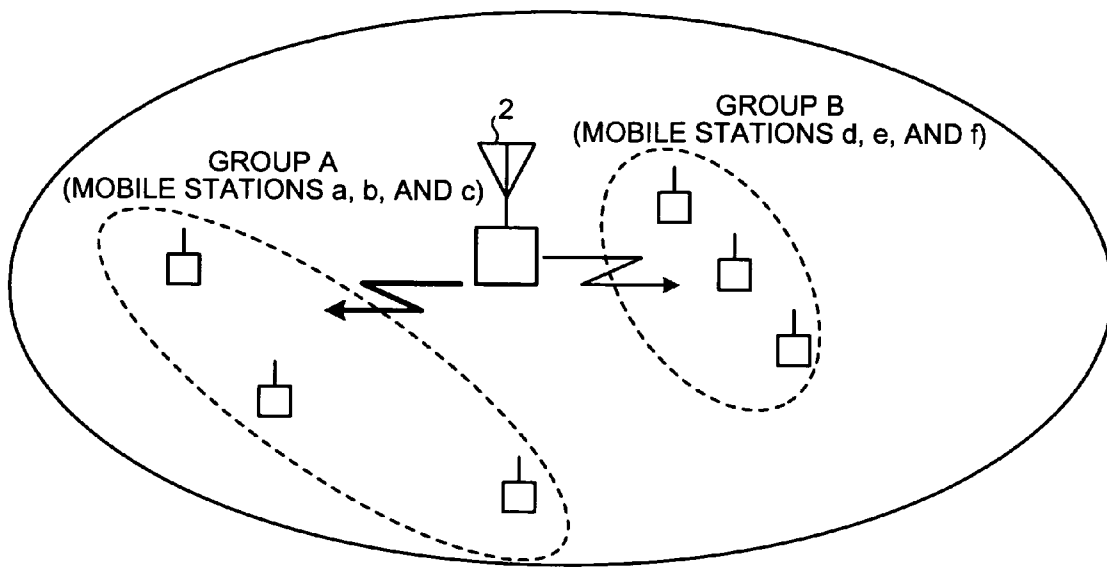 2
GROUP B
(MOBILE STATIONS d, e, AND f)
GROUP A
(MOBILE STATIONS a, b, AND c)